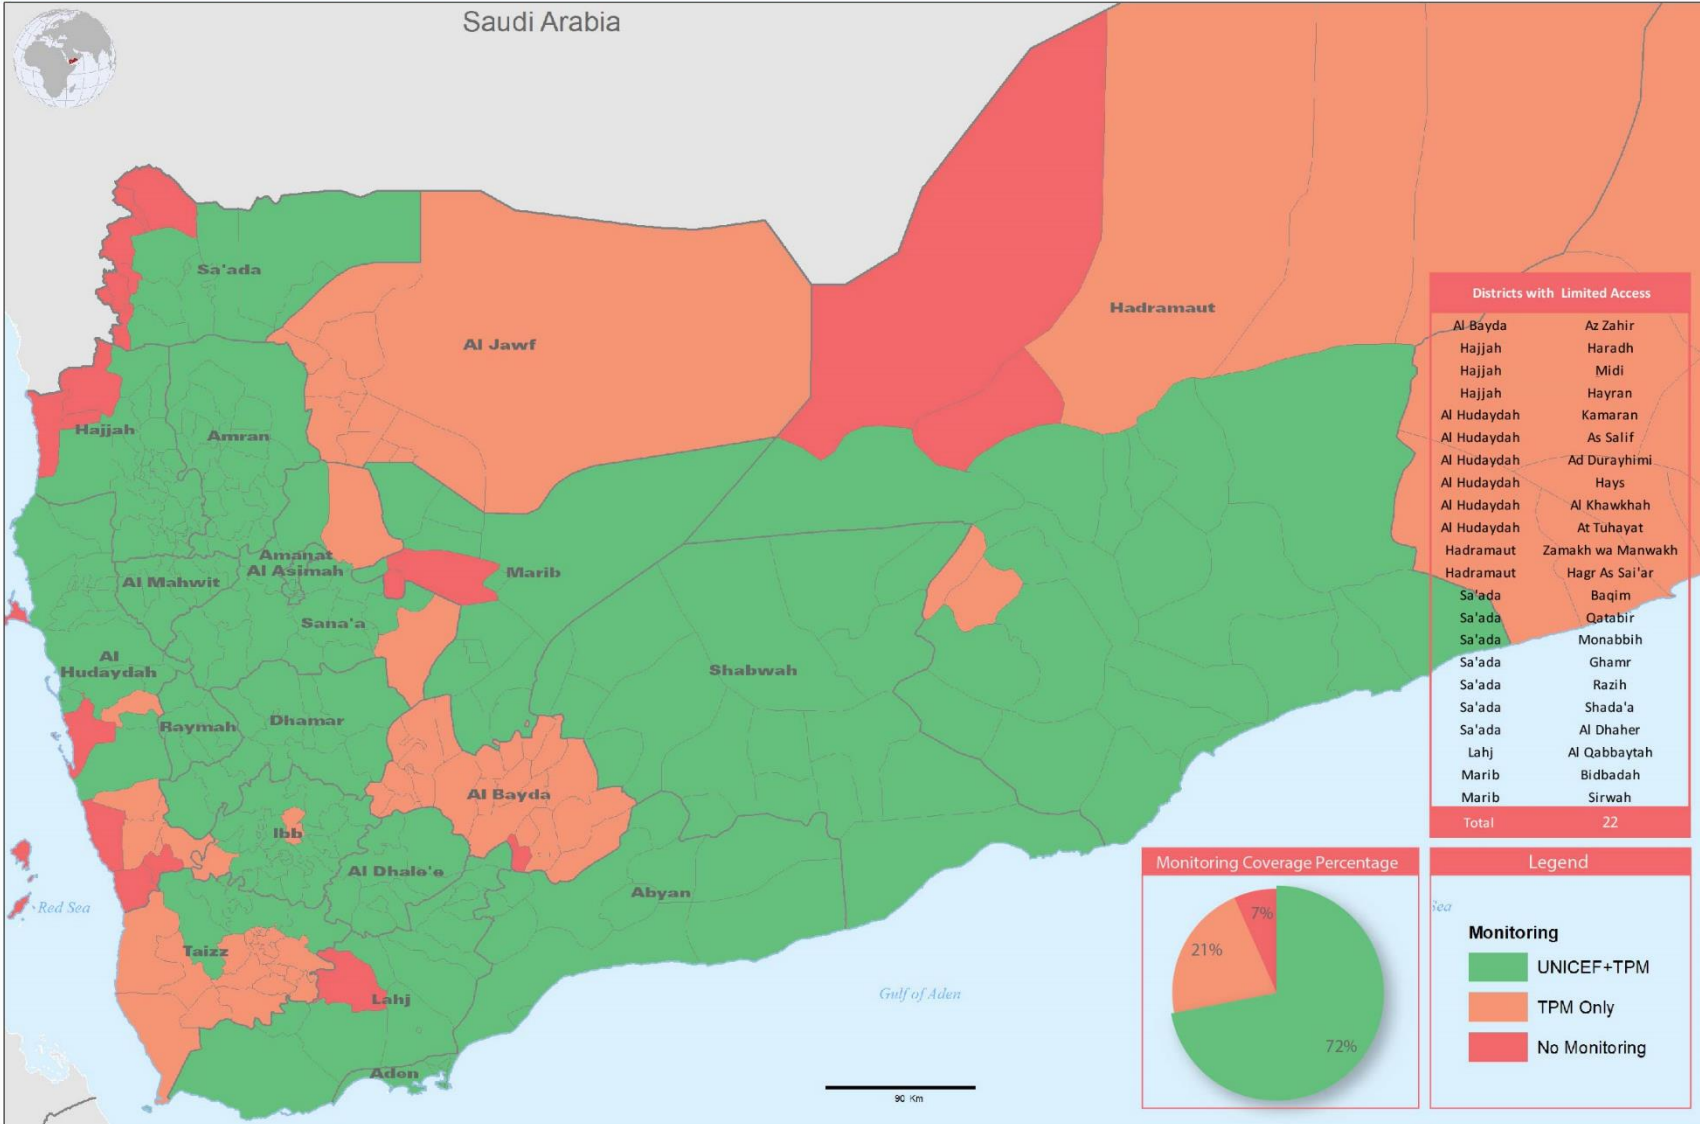 Saudi Arabia
Sa'ada
Al Jawf
Hadramaut
Hajjah
Amran
Amanat
Al Asimah
Al Mahwit
Marib
Sana'a
Al
Hudaydah
Shabwah
Raymah
Dhamar
Al Bayda
Ibb
Al Dhale'e
Abyan
Red Sea
Taizz
Lahj
Gulf of Aden
Aden
90 Km
Districts with Limited Access
Al Bayda Az Zahir
Hajjah Haradh
Hajjah Midi
Hajjah Hayran
Al Hudaydah Kamaran
Al Hudaydah As Salif
Al Hudaydah Ad Durayhimi
Al Hudaydah Hays
Al Hudaydah Al Khawkhah
Al Hudaydah At Tuhayat
Hadramaut Zamakh wa Manwakh
Hadramaut Hagr As Sai'ar
Sa'ada Baqim
Sa'ada Qatabir
Sa'ada Monabbih
Sa'ada Ghamr
Sa'ada Razih
Sa'ada Shada'a
Sa'ada Al Dhaher
Lahj Al Qabbaytah
Marib Bidbadah
Marib Sirwah
Total 22
Monitoring Coverage Percentage
7%
21%
72%
Legend
Sea
Monitoring
UNICEF+TPM
TPM Only
No Monitoring